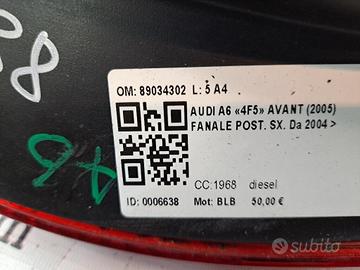 OM: 89034302 L: 5 A4
AUDI A6 «4F5» AVANT (2005)
FANALE POST. SX. Da 2004 >
CC:1968 diesel
ID: 0006638 Mot: BLB 50,00 €
subito